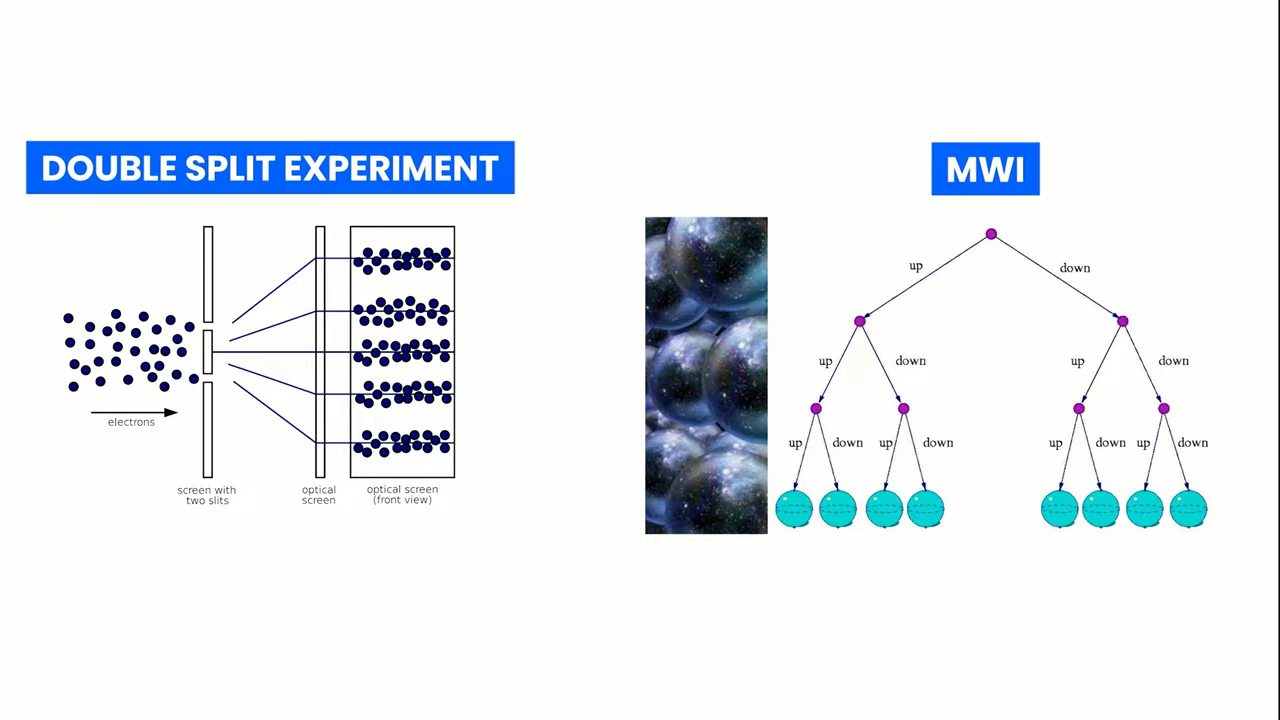 DOUBLE SPLIT EXPERIMENT
electrons
screen with
two slits
optical
screen
optical screen
(front view)
MWI
up
down
up
down
up
down
up
down
up
down
up
down
up
down